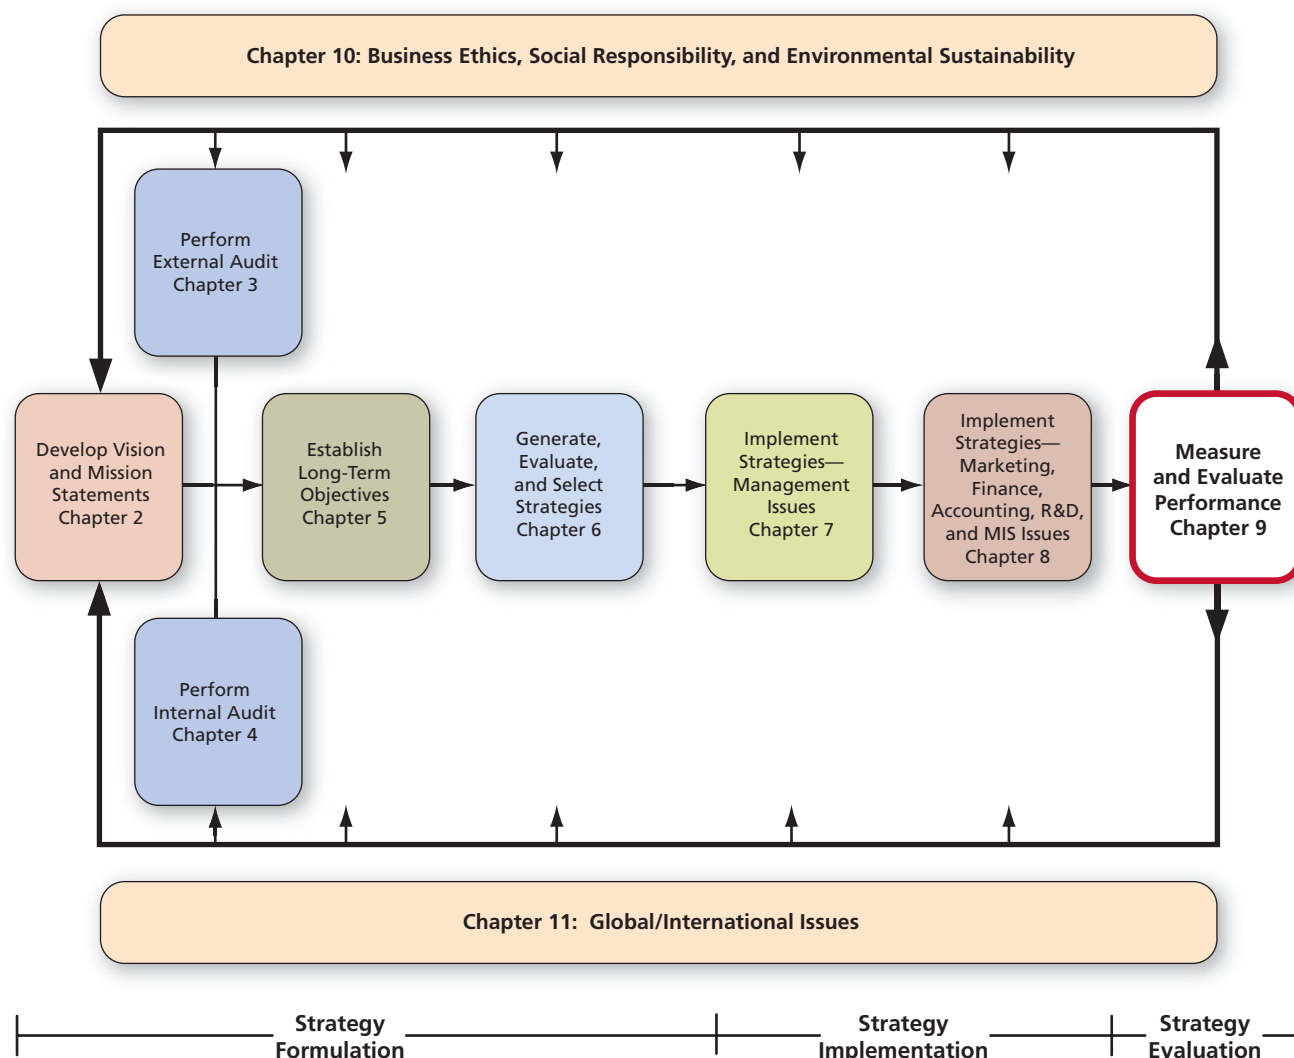 Chapter 10: Business Ethics, Social Responsibility, and Environmental Sustainability
Perform
External Audit
Chapter 3
Develop Vision
and Mission
Statements
Chapter 2
Establish
Long-Term
Objectives
Chapter 5
Generate,
Evaluate,
and Select
Strategies
Chapter 6
Implement
Strategies—
Management
Issues
Chapter 7
Implement
Strategies—
Marketing,
Finance,
Accounting, R&D,
and MIS Issues
Chapter 8
Measure
and Evaluate
Performance
Chapter 9
Perform
Internal Audit
Chapter 4
Chapter 11: Global/International Issues
Strategy
Formulation
Strategy
Implementation
Strategy
Evaluation